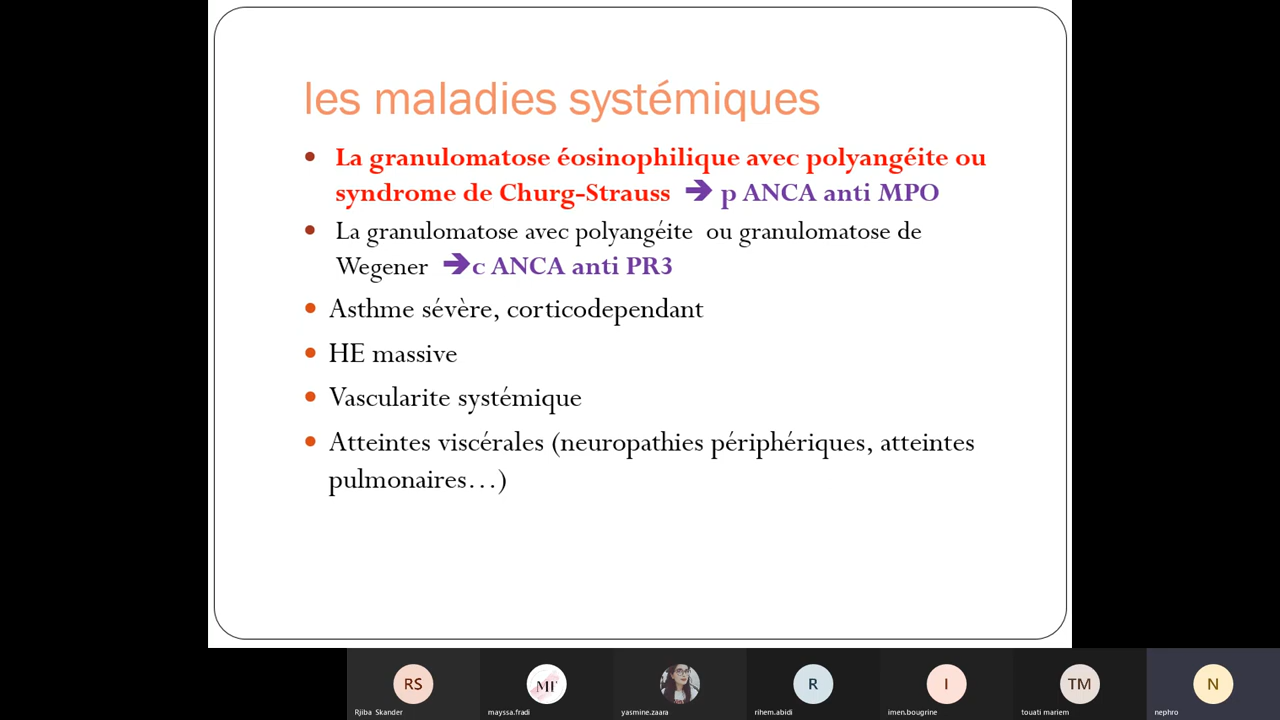 les maladies systémiques
La granulomatose éosinophilique avec polyangéite ou
syndrome de Churg-Strauss ➔ p ANCA anti MPO
La granulomatose avec polyangéite ou granulomatose de
Wegener ➔c ANCA anti PR3
Asthme sévère, corticodependant
HE massive
Vascularite systémique
Atteintes viscérales (neuropathies périphériques, atteintes
pulmonaires…)
RS
MF
R
I
TM
N
Rjiba Skander
mayssa.fradi
yasmine.zaara
rihem.abidi
imen.bougrine
touati mariem
nephro